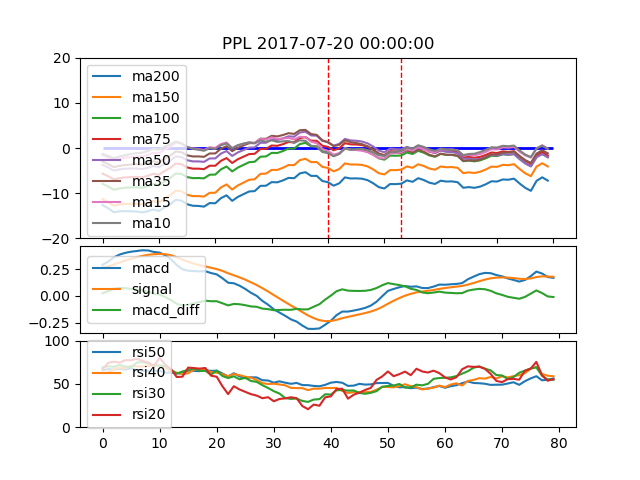 PPL 2017-07-20 00:00:00
20
10
0
−10
−20
ma200
ma150
ma100
ma75
ma50
ma35
ma15
ma10
0.25
0.00
−0.25
macd
signal
macd_diff
100
50
0
rsi50
rsi40
rsi30
rsi20
0 10 20 30 40 50 60 70 80